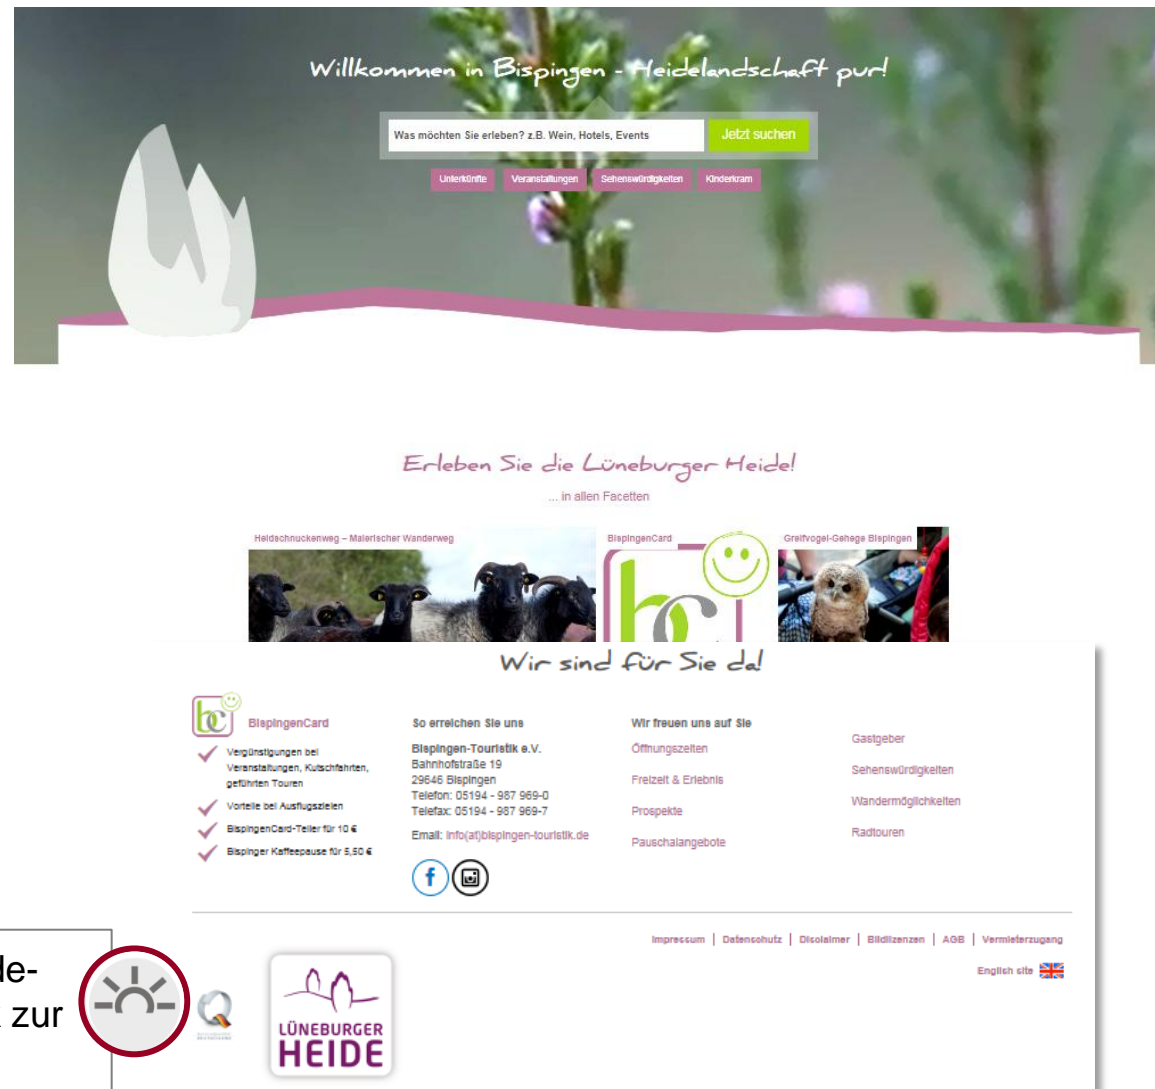 Willkommen in Bispingen - Heidelandschaft pur!
Was möchten Sie erleben? z.B. Wein, Hotels, Events
Jetzt suchen
Unterkünfte Veranstaltungen Sehenswürdigkeiten Kinderkram
Erleben Sie die Lüneburger Heide!
... in allen Facetten
Heidschnuckenweg – Malerischer Wanderweg
BispingenCard
Greifvogel-Gehege Bispingen
bc
Wir sind für Sie da!
bc
BispingenCard
Vergünstigungen bei
Veranstaltungen, Kutschfahrten,
geführten Touren
Vorteile bei Ausflugszielen
BispingenCard-Teller für 10 €
Bispinger Kaffeepause für 5,50 €
So erreichen Sie uns
Bispingen-Touristik e.V.
Bahnhofstraße 19
29646 Bispingen
Telefon: 05194 - 987 969-0
Telefax: 05194 - 987 969-7
Email: info(at)bispingen-touristik.de
f
Wir freuen uns auf Sie
Öffnungszeiten
Freizeit & Erlebnis
Prospekte
Pauschalangebote
Gastgeber
Sehenswürdigkeiten
Wandermöglichkeiten
Radtouren
Impressum | Datenschutz | Disclaimer | Bildlizenzen | AGB | Vermieterzugang
English site
de-
zur
Q
LÜNEBURGER
HEIDE